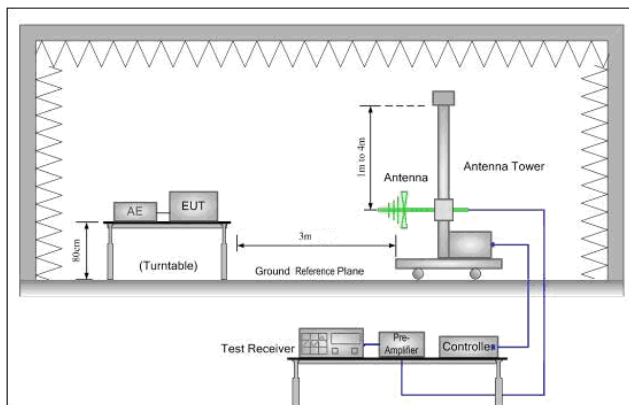 1m to 4m
Antenna
Antenna Tower
AE
EUT
3m
80cm
(Turntable)
Ground Reference Plane
Test Receiver
Pre-
Amplifier
Controller